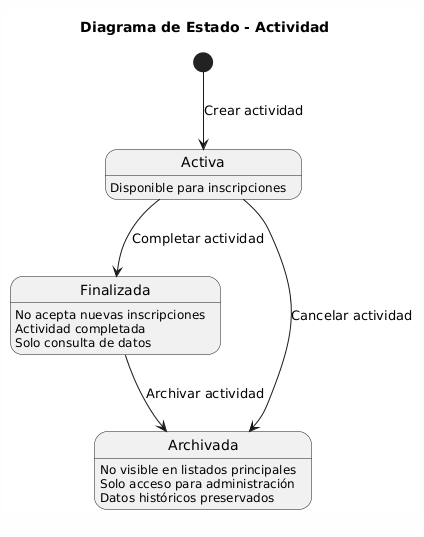 Diagrama de Estado - Actividad
Crear actividad
Activa
Disponible para inscripciones
Completar actividad
Finalizada
No acepta nuevas inscripciones
Actividad completada
Solo consulta de datos
Cancelar actividad
Archivar actividad
Archivada
No visible en listados principales
Solo acceso para administración
Datos históricos preservados